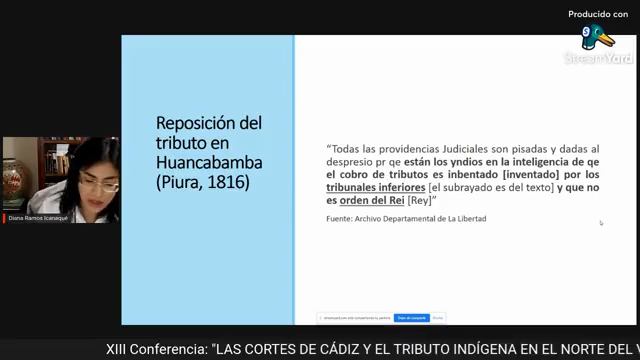 Producido con
StreamYard
Reposición del
tributo en
Huancabamba
(Piura, 1816)
“Todas las providencias Judiciales son pisadas y dadas al
desprecio pr qe están los yndios en la inteligencia de qe
el cobro de tributos es inbentado [inventado] por los
tribunales inferiores [el subrayado es del texto] y que no
es orden del Rei [Rey]”
Fuente: Archivo Departamental de La Libertad
Diana Ramos Icanaqué
XIII Conferencia: "LAS CORTES DE CÁDIZ Y EL TRIBUTO INDÍGENA EN EL NORTE DEL V